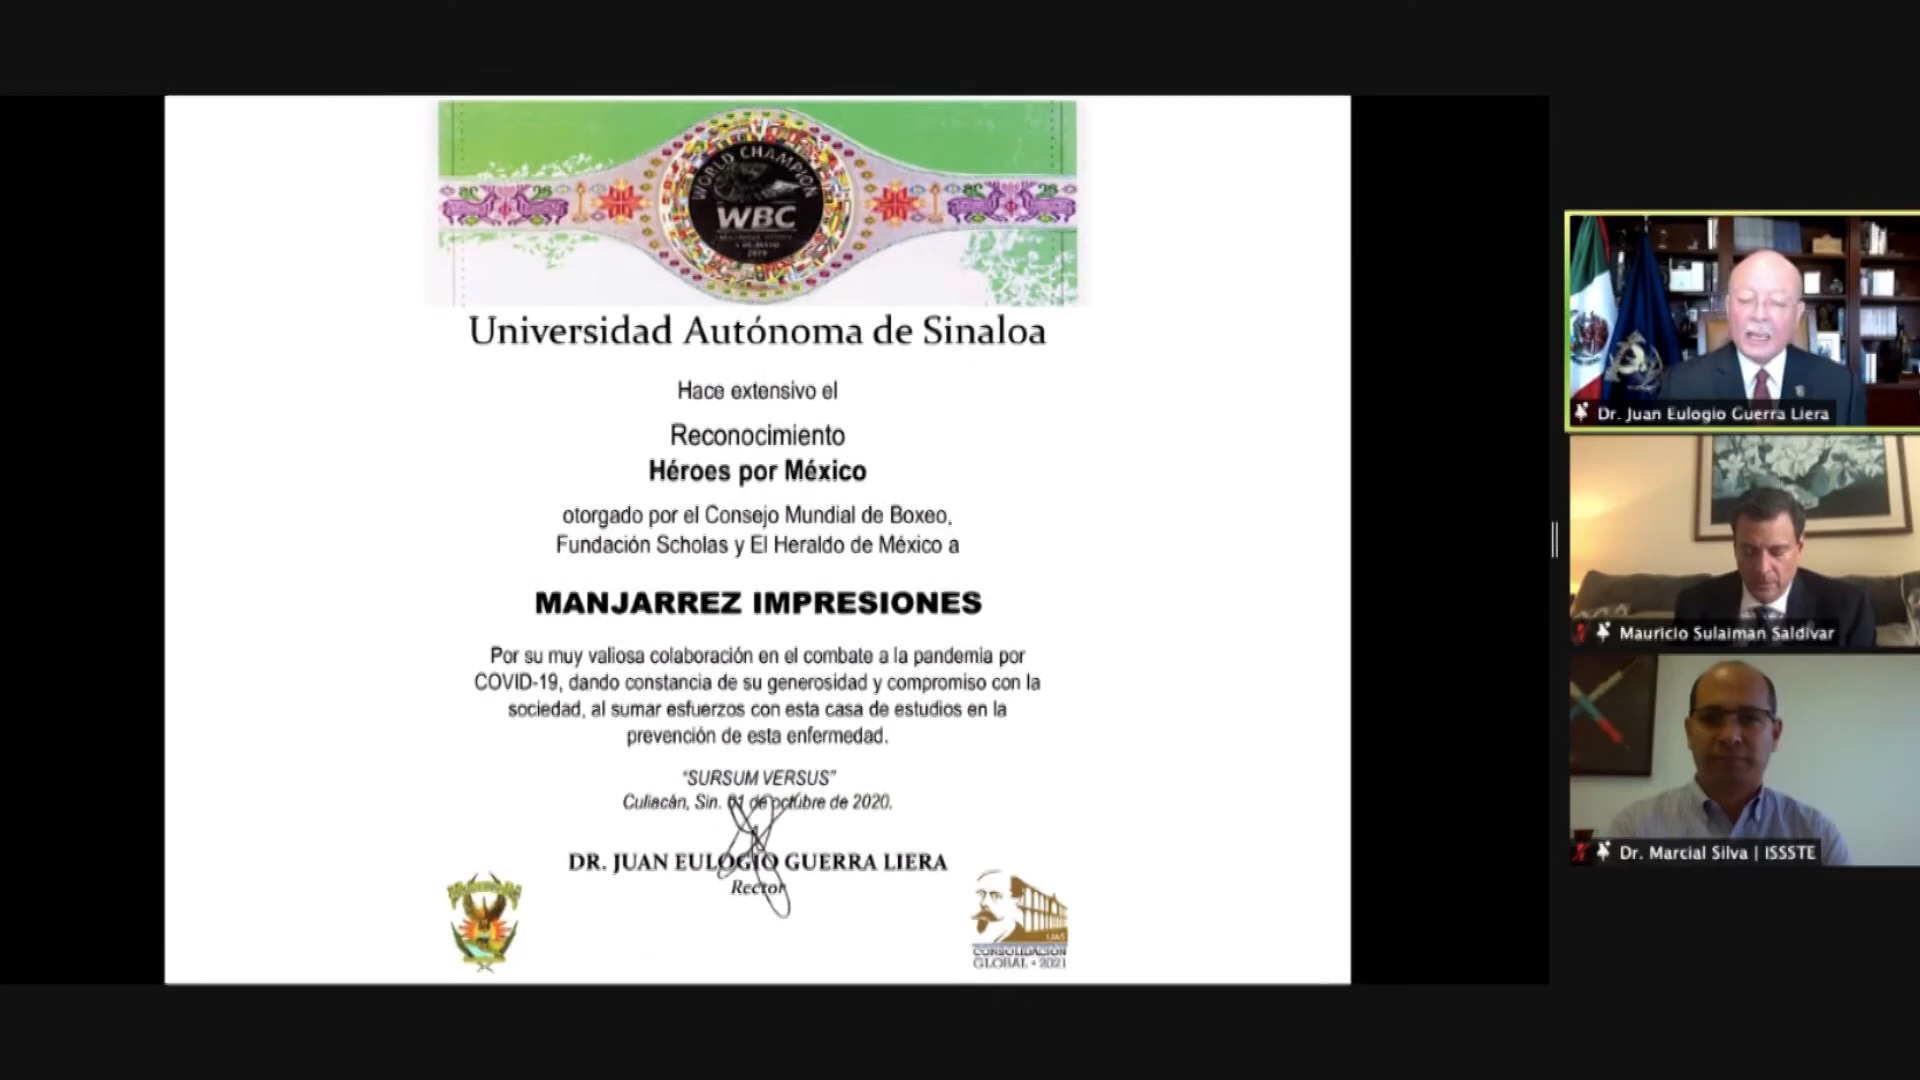 WORLD CHAMPION
WBC
2020
Universidad Autónoma de Sinaloa
Hace extensivo el
Reconocimiento
Héroes por México
otorgado por el Consejo Mundial de Boxeo,
Fundación Scholas y El Heraldo de México a
MANJARREZ IMPRESIONES
Por su muy valiosa colaboración en el combate a la pandemia por
COVID-19, dando constancia de su generosidad y compromiso con la
sociedad, al sumar esfuerzos con esta casa de estudios en la
prevención de esta enfermedad.
"SURSUM VERSUS"
Culiacán, Sin. 01 de octubre de 2020.
DR. JUAN EULOGIO GUERRA LIERA
Rector
CONSOLIDACIÓN
GLOBAL • 2021
Dr. Juan Eulogio Guerra Liera
Mauricio Sulaiman Saldivar
Dr. Marcial Silva | ISSSTE